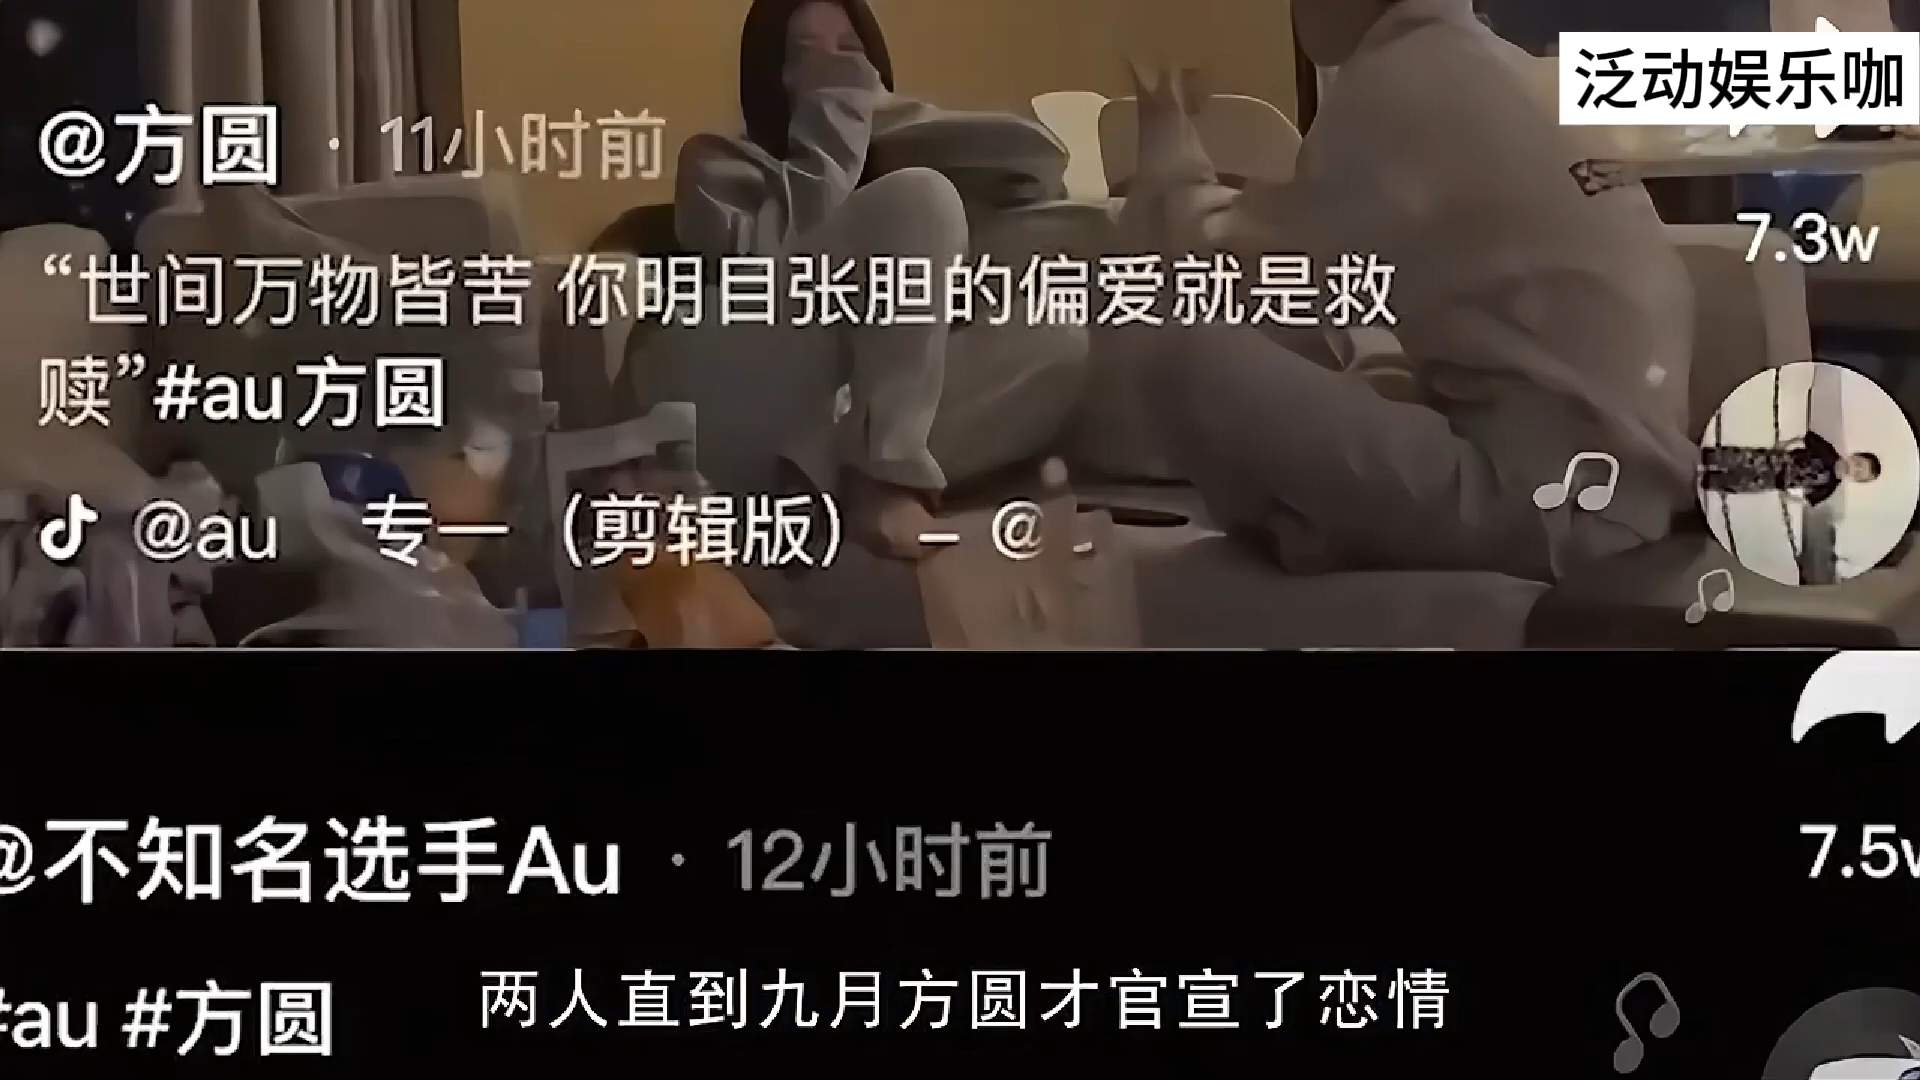 泛动娱乐咖
@方圆 · 11小时前
7.3w
“世间万物皆苦 你明目张胆的偏爱就是救
赎”#au方圆
@au 专一（剪辑版） – @
@不知名选手Au · 12小时前
7.5w
#au #方圆
两人直到九月方圆才官宣了恋情